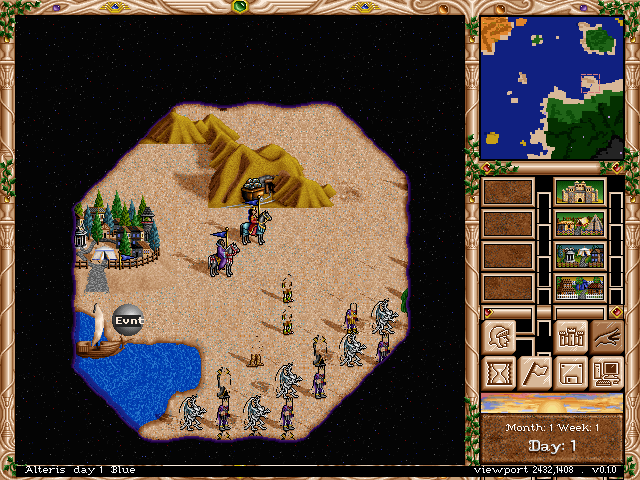 Evnt
Month: 1 Week: 1
Day: 1
Alteris day 1 Blue
viewport 2432,1408 . v0.1.0